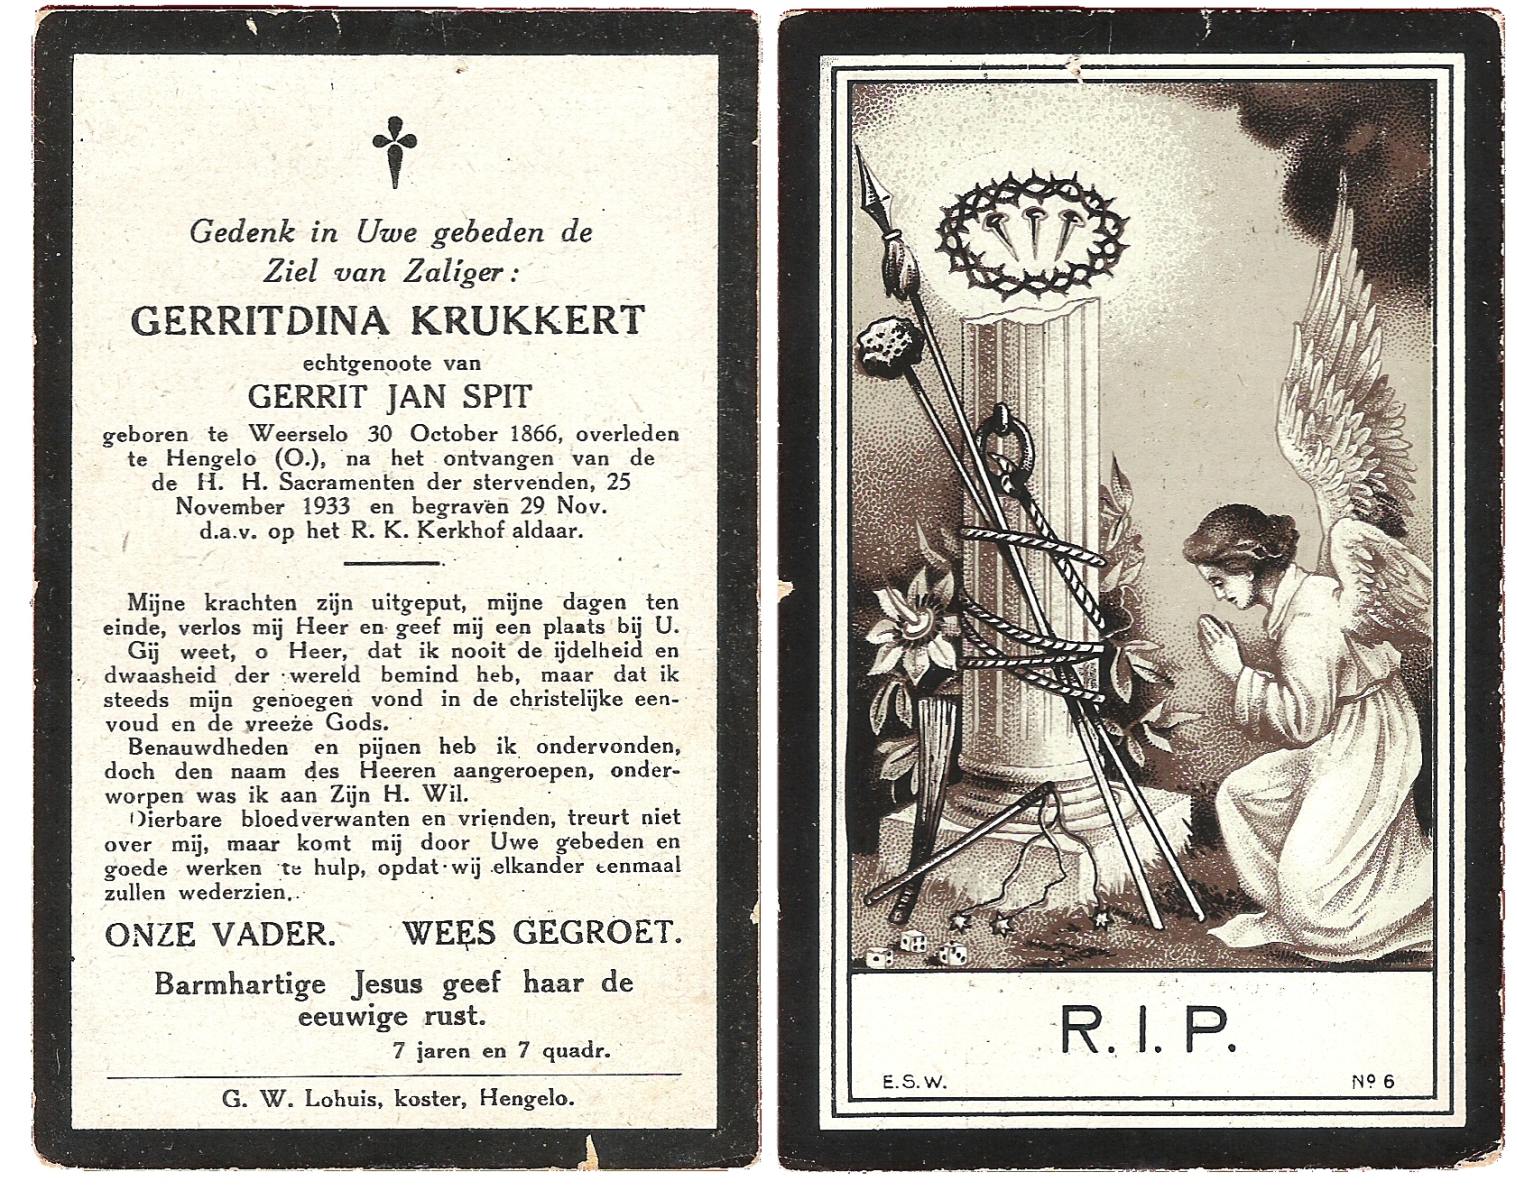 Gedenk in Uwe gebeden de
Ziel van Zaliger:
GERRITDINA KRUKKERT
echtgenoote van
GERRIT JAN SPIT
geboren te Weerselo 30 October 1866, overleden
te Hengelo (O.), na het ontvangen van de
de H. H. Sacramenten der stervenden, 25
November 1933 en begraven 29 Nov.
d.a.v. op het R. K. Kerkhof aldaar.
Mijne krachten zijn uitgeput, mijne dagen ten
einde, verlos mij Heer en geef mij een plaats bij U.
Gij weet, o Heer, dat ik nooit de ijdelheid en
dwaasheid der wereld bemind heb, maar dat ik
steeds mijn genoegen vond in de christelijke een-
voud en de vreeze Gods.
Benauwdheden en pijnen heb ik ondervonden,
doch den naam des Heeren aangeroepen, onder-
worpen was ik aan Zijn H. Wil.
Dierbare bloedverwanten en vrienden, treurt niet
over mij, maar komt mij door Uwe gebeden en
goede werken te hulp, opdat wij elkander eenmaal
zullen wederzien.
ONZE VADER. WEES GEGROET.
Barmhartige Jesus geef haar de
eeuwige rust.
7 jaren en 7 quadr.
G. W. Lohuis, koster, Hengelo.
R. I. P.
E.S.W. No 6